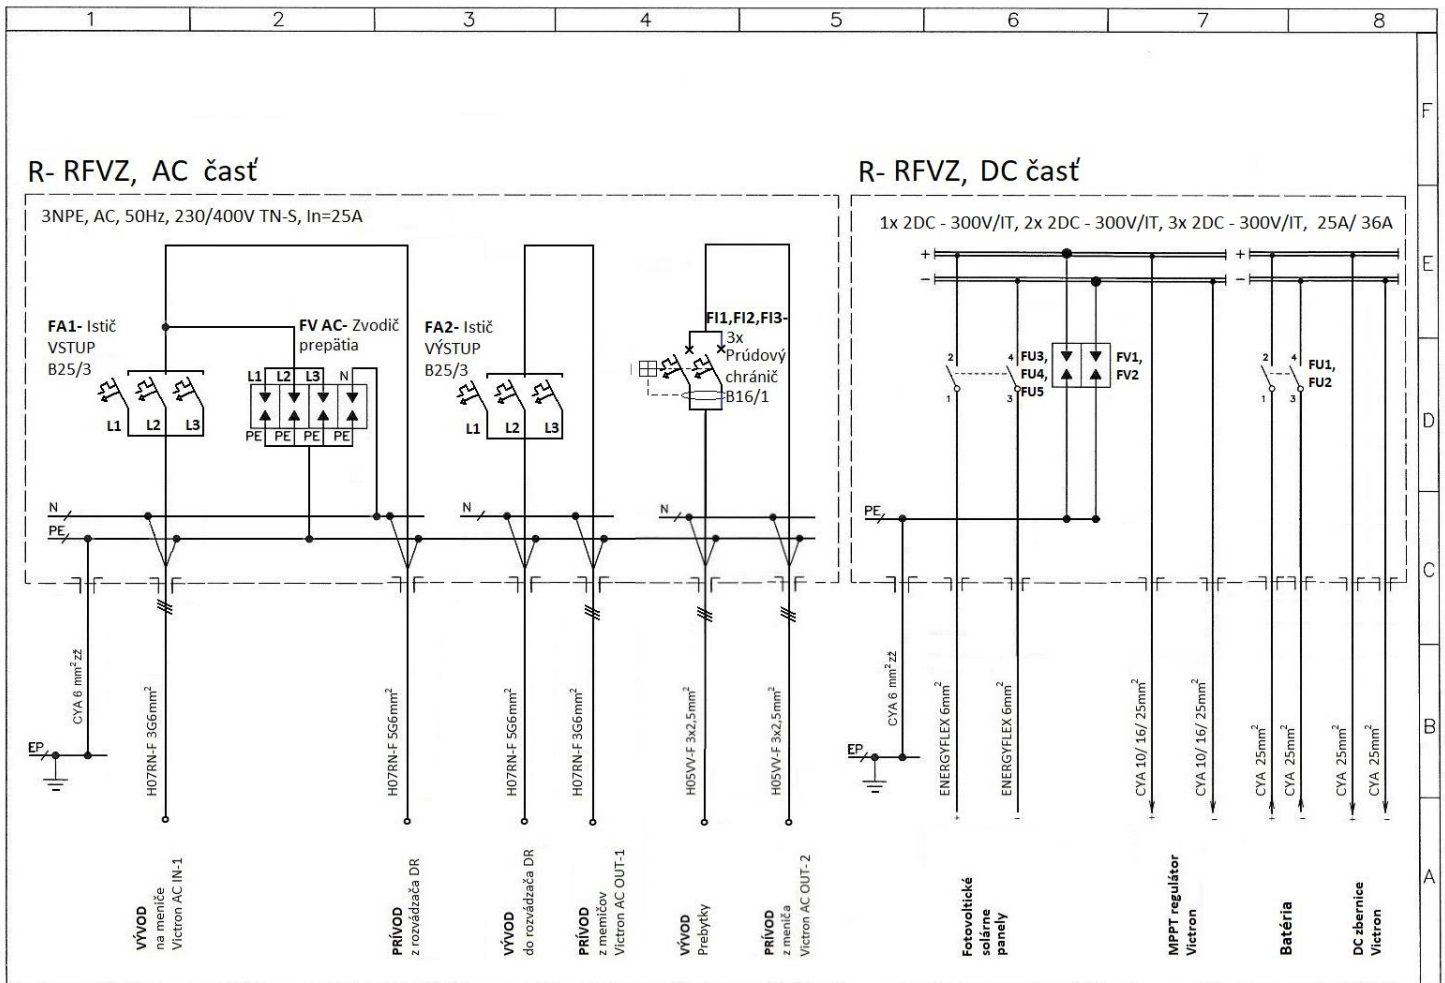 1 2 3 4 5 6 7 8
F
E
D
C
B
A
R- RFVZ, AC časť
3NPE, AC, 50Hz, 230/400V TN-S, In=25A
FA1- Istič
VSTUP
B25/3
L1 L2 L3
FV AC- Zvodič
prepätia
L1 L2 L3 N
PE PE PE PE
FA2- Istič
VÝSTUP
B25/3
L1 L2 L3
FI1,FI2,FI3-
3x
Prúdový
chránič
B16/1
N
PE
N
N
EP
CYA 6 mm² zž
H07RN-F 3G6mm²
H07RN-F 5G6mm²
H07RN-F 5G6mm²
H07RN-F 3G6mm²
H05VV-F 3x2,5mm²
H05VV-F 3x2,5mm²
VÝVOD
na meniče
Victron AC IN-1
PRÍVOD
z rozvádzača DR
VÝVOD
do rozvádzača DR
PRÍVOD
z memičov
Victron AC OUT-1
VÝVOD
Prebytky
PRÍVOD
z meniča
Victron AC OUT-2
R- RFVZ, DC časť
1x 2DC - 300V/IT, 2x 2DC - 300V/IT, 3x 2DC - 300V/IT, 25A/ 36A
+
−
+
−
2 4
1 3
FU3,
FU4,
FU5
FV1,
FV2
2 4
1 3
FU1,
FU2
PE
EP
CYA 6 mm² zž
ENERGYFLEX 6mm²
ENERGYFLEX 6mm²
CYA 10/ 16/ 25mm²
CYA 10/ 16/ 25mm²
CYA 25mm²
CYA 25mm²
CYA 25mm²
CYA 25mm²
+ − + − + − + −
Fotovoltické
solárne
panely
MPPT regulátor
Victron
Batéria
DC zbernice
Victron